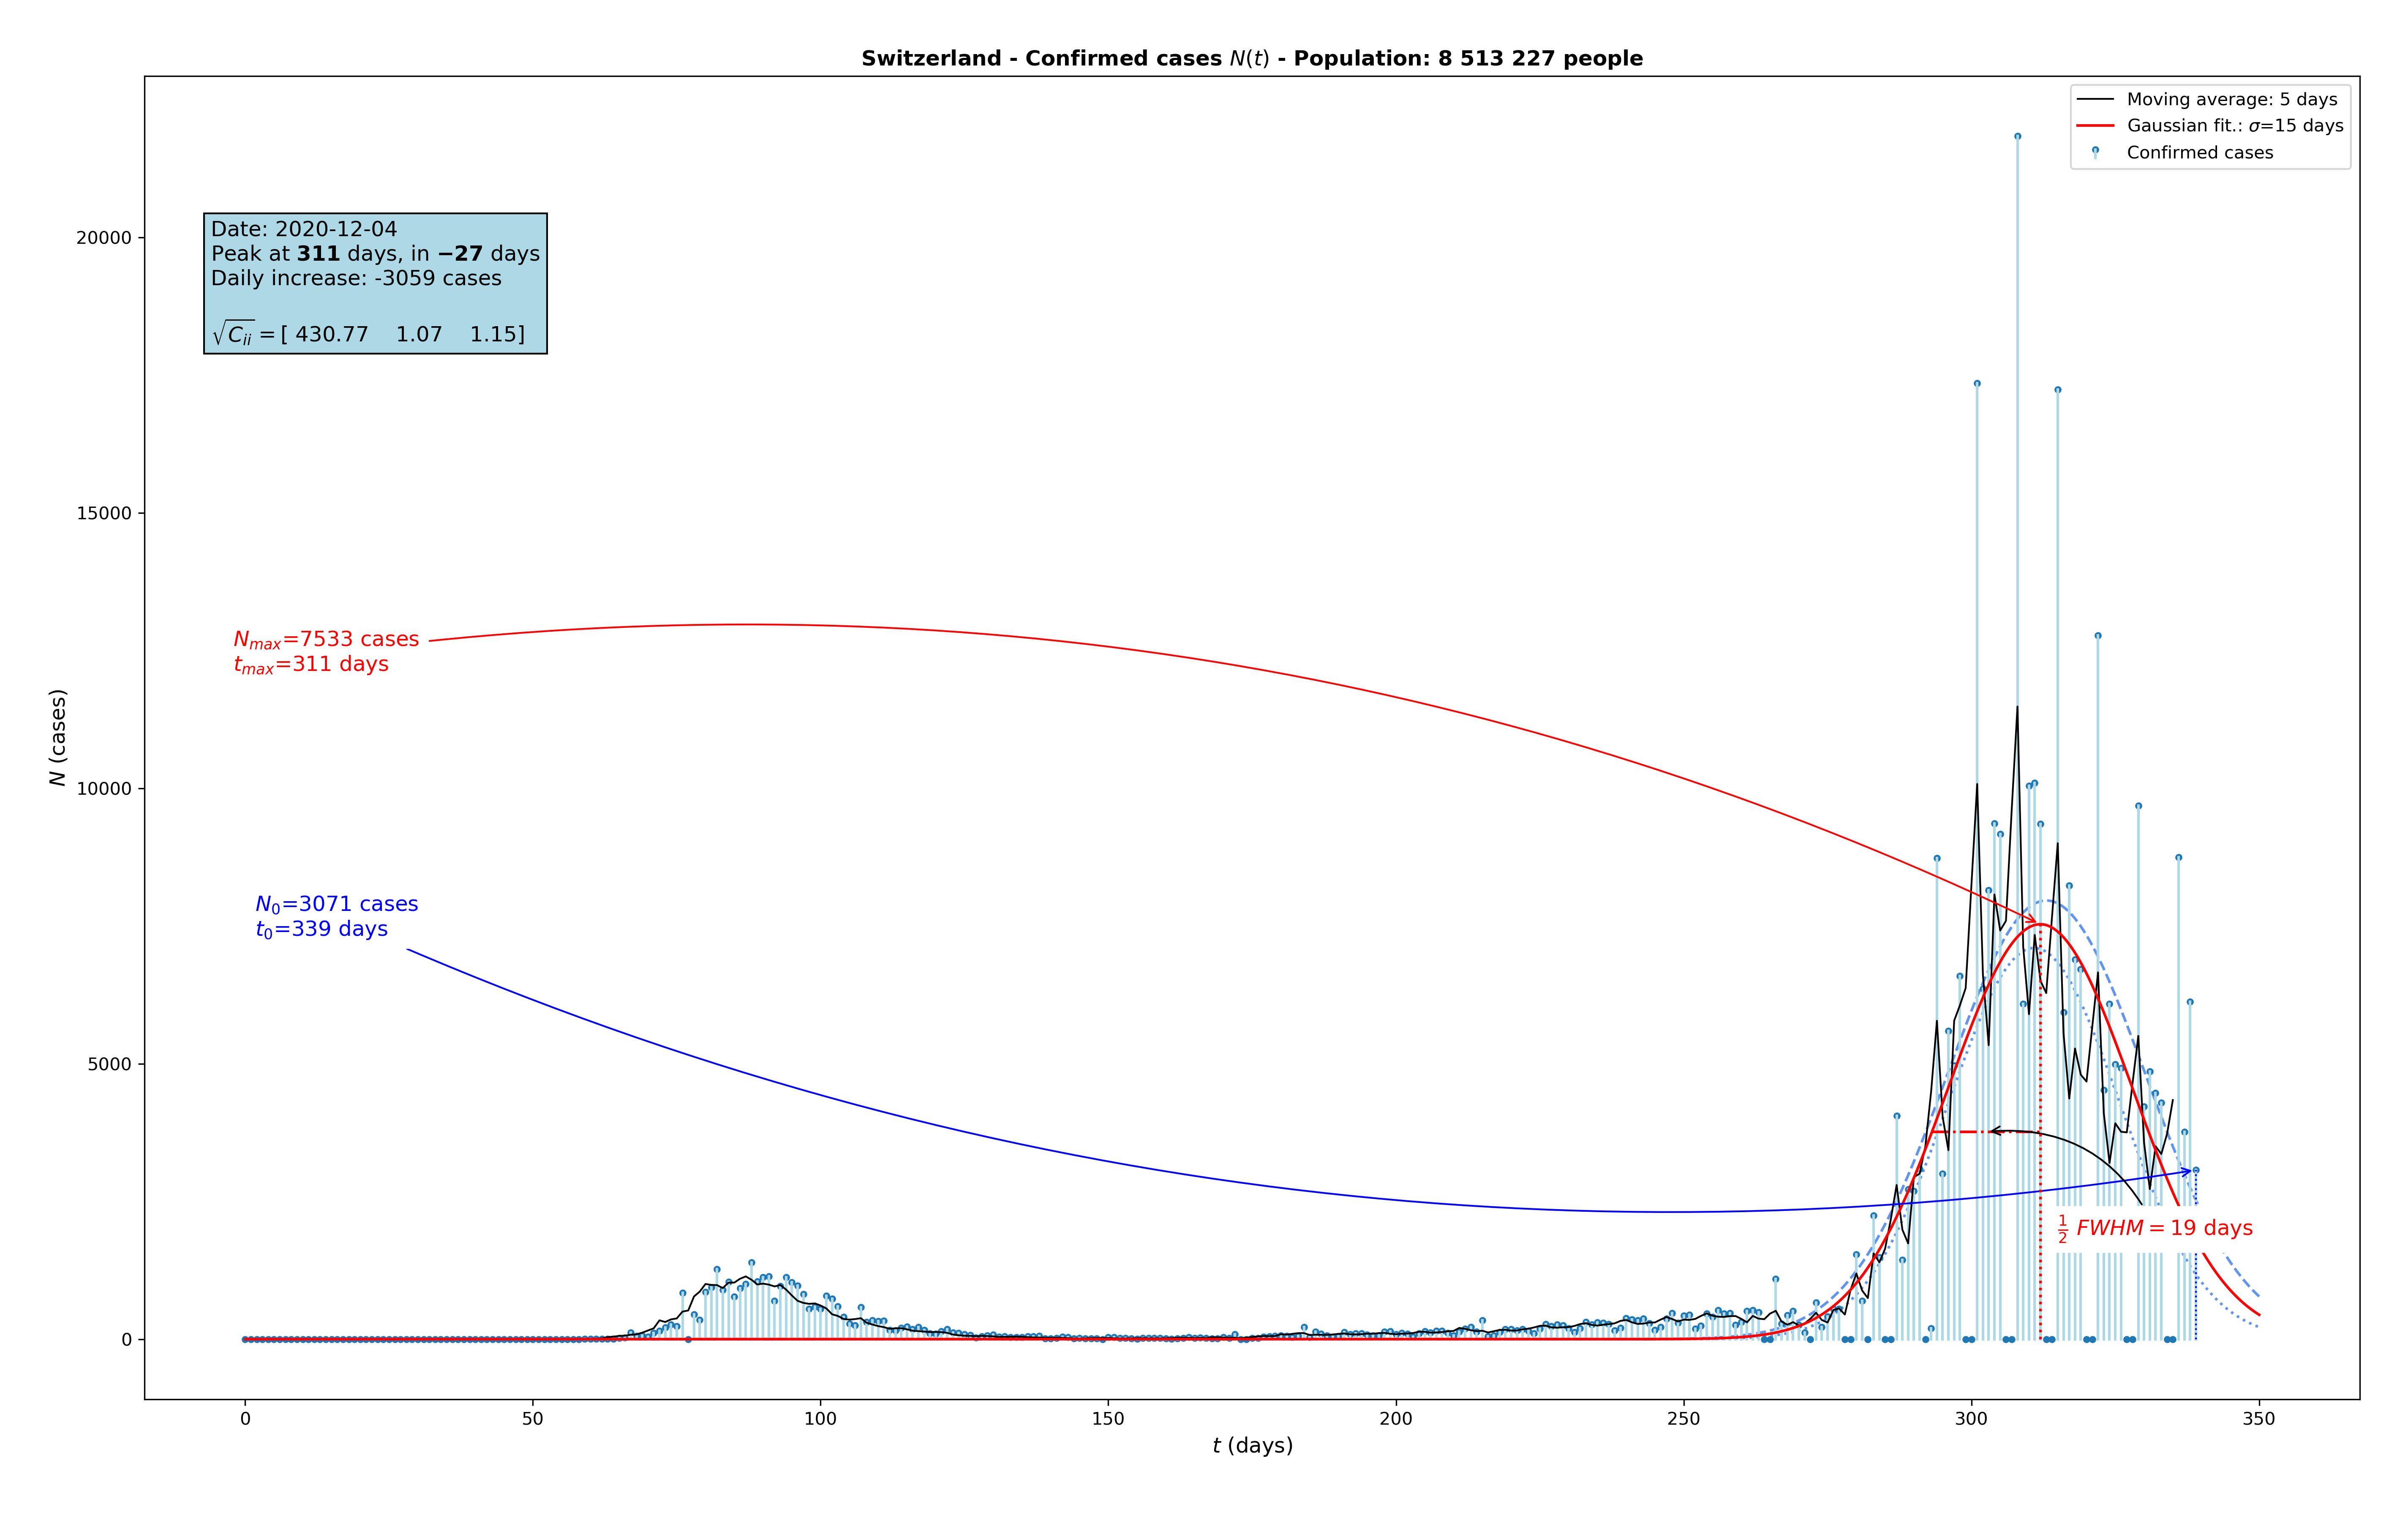 Switzerland - Confirmed cases N(t) - Population: 8 513 227 people
Moving average: 5 days
Gaussian fit.: σ=15 days
Confirmed cases
Date: 2020-12-04
Peak at 311 days, in −27 days
Daily increase: -3059 cases
√C_ii = [ 430.77 1.07 1.15]
N_max=7533 cases
t_max=311 days
N_0=3071 cases
t_0=339 days
1/2 FWHM = 19 days
N (cases)
20000
15000
10000
5000
0
0 50 100 150 200 250 300 350
t (days)